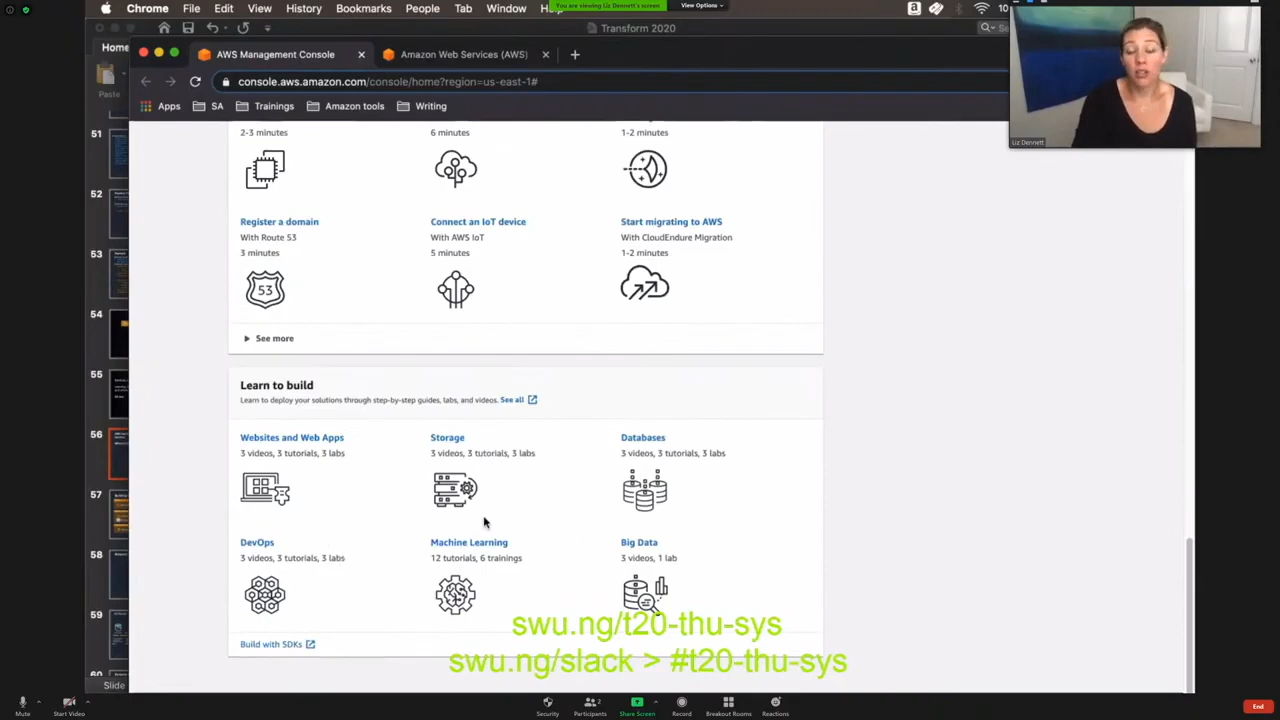 Chrome File Edit View People Tab Window
You are viewing Liz Dennett's screen
View Options
Transform 2020
Home
AWS Management Console
Amazon Web Services (AWS)
Paste
console.aws.amazon.com/console/home?region=us-east-1#
Apps SA Trainings Amazon tools Writing
Liz Dennett
2-3 minutes 6 minutes 1-2 minutes
Register a domain Connect an IoT device Start migrating to AWS
With Route 53 With AWS IoT With CloudEndure Migration
3 minutes 5 minutes 1-2 minutes
53
See more
Learn to build
Learn to deploy your solutions through step-by-step guides, labs, and videos. See all
Websites and Web Apps Storage Databases
3 videos, 3 tutorials, 3 labs 3 videos, 3 tutorials, 3 labs 3 videos, 3 tutorials, 3 labs
DevOps Machine Learning Big Data
3 videos, 3 tutorials, 3 labs 12 tutorials, 6 trainings 3 videos, 1 lab
Build with SDKs
51
52
53
54
55
56
57
58
59
60
Slide
swu.ng/t20-thu-sys
swu.ng/slack > #t20-thu-sys
Mute Start Video Security Participants 2 Share Screen Record Breakout Rooms Reactions End